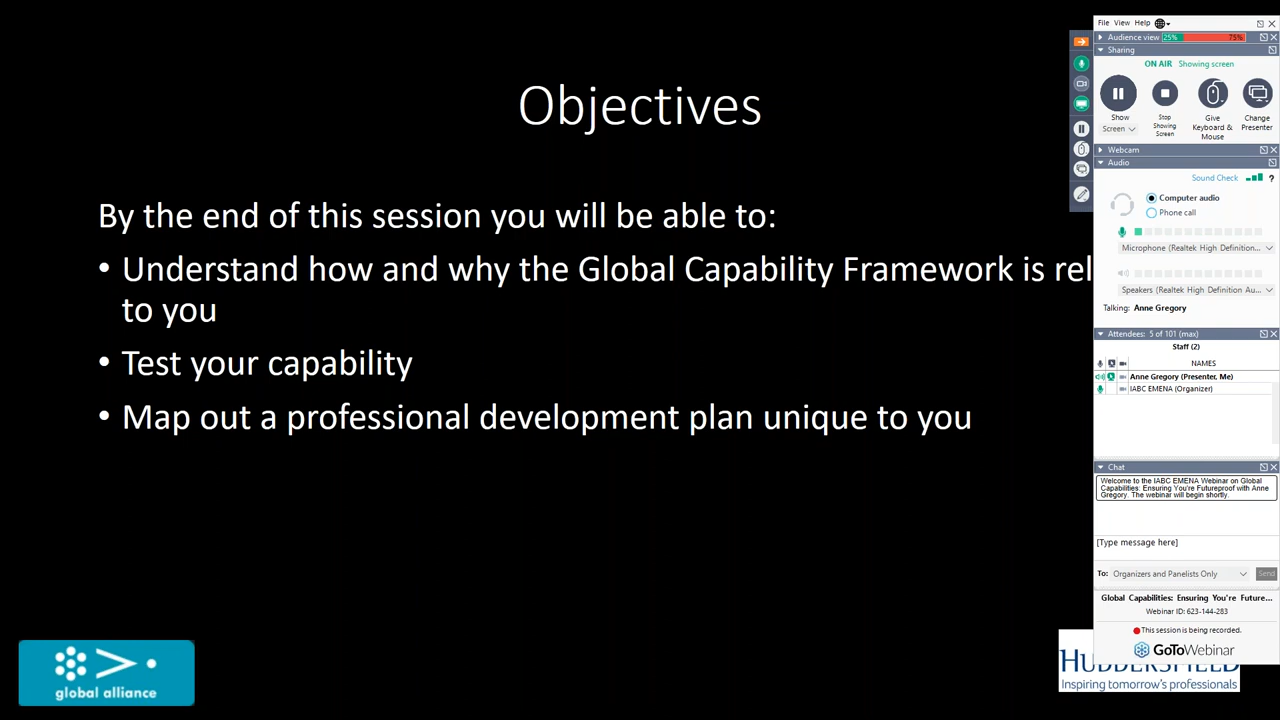 Objectives
By the end of this session you will be able to:
• Understand how and why the Global Capability Framework is rel
to you
• Test your capability
• Map out a professional development plan unique to you
global alliance
HUDDERSFIELD
Inspiring tomorrow's professionals
File View Help
Audience view 25% 75%
Sharing
ON AIR Showing screen
Show
Screen
Stop
Showing
Screen
Give
Keyboard &
Mouse
Change
Presenter
Webcam
Audio
Sound Check ?
Computer audio
Phone call
Microphone (Realtek High Definition...
Speakers (Realtek High Definition Au...
Talking: Anne Gregory
Attendees: 5 of 101 (max)
Staff (2)
NAMES
Anne Gregory (Presenter, Me)
IABC EMENA (Organizer)
Chat
Welcome to the IABC EMENA Webinar on Global
Capabilities: Ensuring You're Futureproof with Anne
Gregory. The webinar will begin shortly.
[Type message here]
To: Organizers and Panelists Only
Send
Global Capabilities: Ensuring You're Future...
Webinar ID: 623-144-283
This session is being recorded.
GoToWebinar